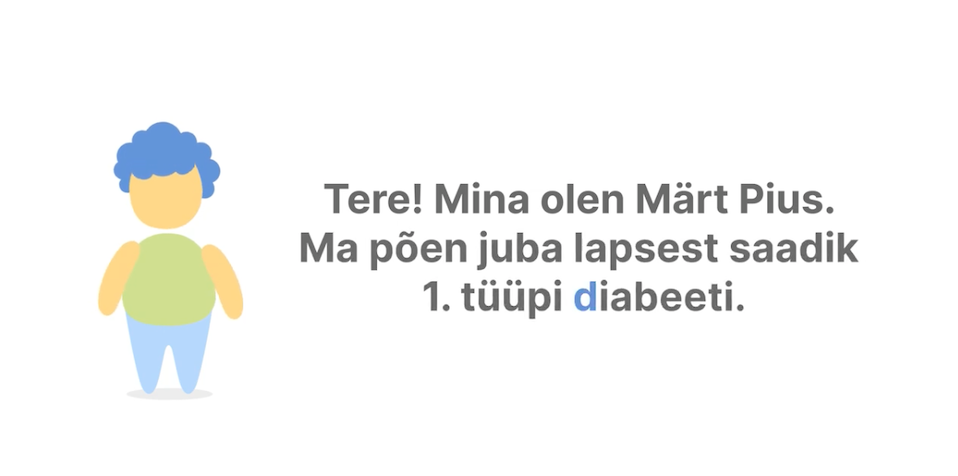 Tere! Mina olen Märt Pius.
Ma põen juba lapsest saadik
1. tüüpi diabeeti.